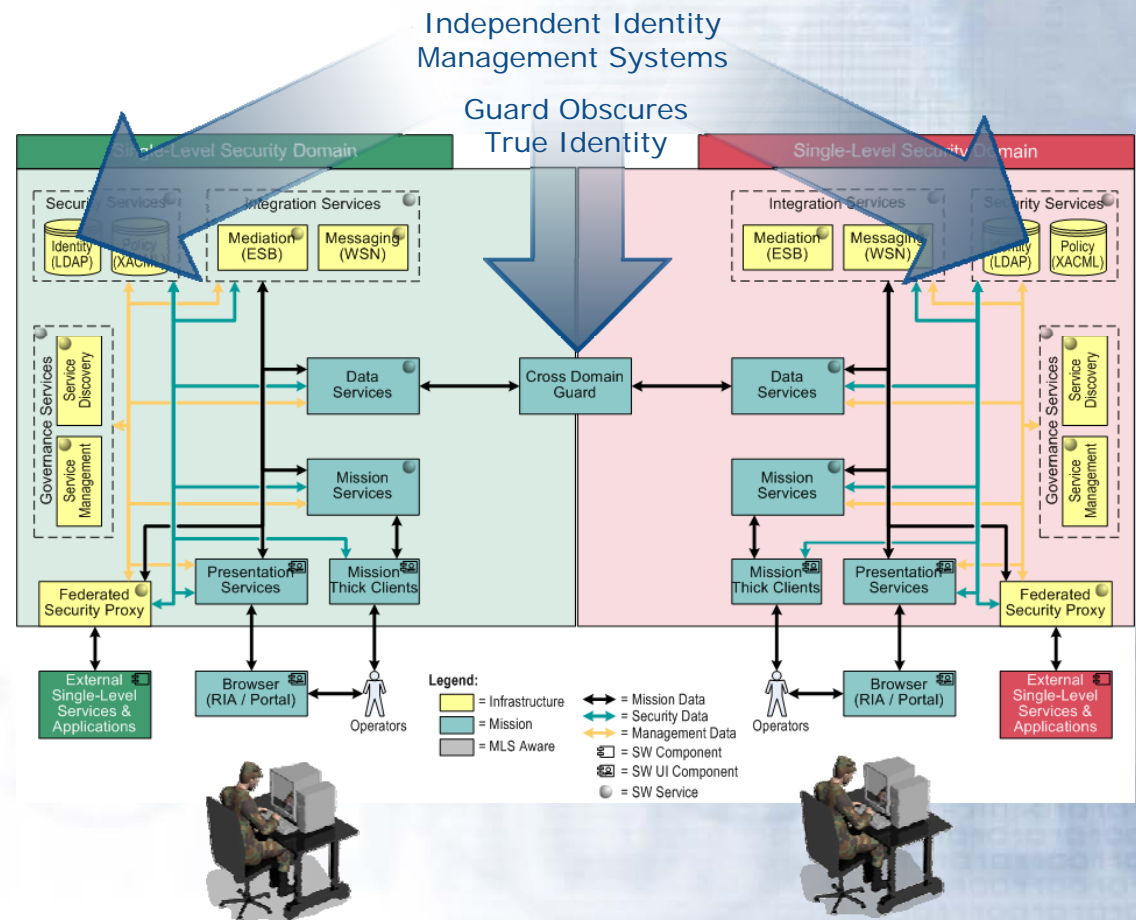 Independent Identity
Management Systems
Guard Obscures
True Identity
Single-Level Security Domain
Single-Level Security Domain
Security Services
Identity
(LDAP)
Policy
(XACML)
Integration Services
Mediation
(ESB)
Messaging
(WSN)
Integration Services
Mediation
(ESB)
Messaging
(WSN)
Security Services
Identity
(LDAP)
Policy
(XACML)
Governance Services
Service
Discovery
Service
Management
Data
Services
Cross Domain
Guard
Data
Services
Governance Services
Service
Discovery
Service
Management
Mission
Services
Mission
Services
Federated
Security Proxy
Presentation
Services
Mission
Thick Clients
Mission
Thick Clients
Presentation
Services
Federated
Security Proxy
External
Single-Level
Services &
Applications
Browser
(RIA / Portal)
Operators
Legend:
= Infrastructure
= Mission
= MLS Aware
= Mission Data
= Security Data
= Management Data
= SW Component
= SW UI Component
= SW Service
Operators
Browser
(RIA / Portal)
External
Single-Level
Services &
Applications